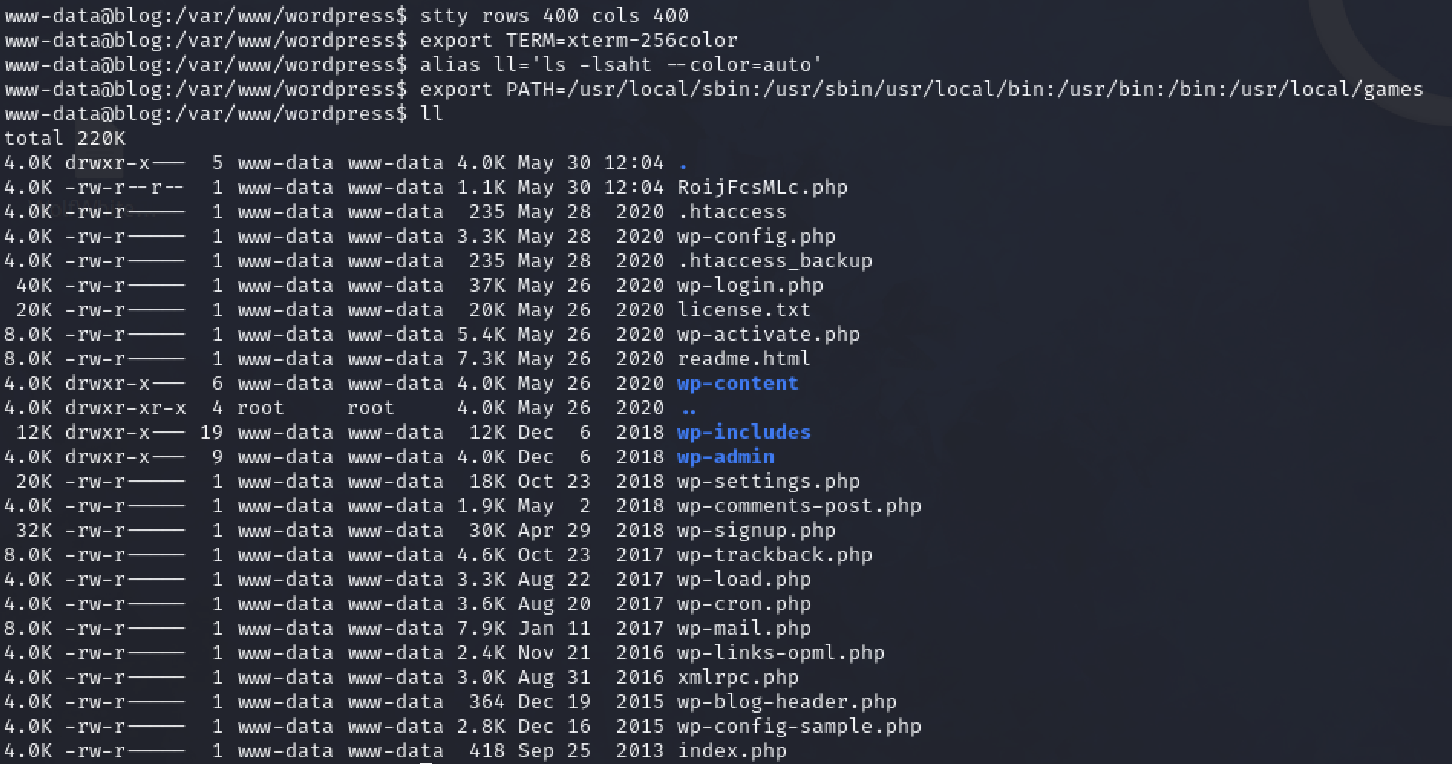 www-data@blog:/var/www/wordpress$ stty rows 400 cols 400
www-data@blog:/var/www/wordpress$ export TERM=xterm-256color
www-data@blog:/var/www/wordpress$ alias ll='ls -lsaht --color=auto'
www-data@blog:/var/www/wordpress$ export PATH=/usr/local/sbin:/usr/sbin/usr/local/bin:/usr/bin:/bin:/usr/local/games
www-data@blog:/var/www/wordpress$ ll
total 220K
4.0K drwxr-x---  5 www-data www-data 4.0K May 30 12:04 .
4.0K -rw-r--r--  1 www-data www-data 1.1K May 30 12:04 RoijFcsMLc.php
4.0K -rw-r-----  1 www-data www-data  235 May 28  2020 .htaccess
4.0K -rw-r-----  1 www-data www-data 3.3K May 28  2020 wp-config.php
4.0K -rw-r-----  1 www-data www-data  235 May 28  2020 .htaccess_backup
 40K -rw-r-----  1 www-data www-data  37K May 26  2020 wp-login.php
 20K -rw-r-----  1 www-data www-data  20K May 26  2020 license.txt
8.0K -rw-r-----  1 www-data www-data 5.4K May 26  2020 wp-activate.php
8.0K -rw-r-----  1 www-data www-data 7.3K May 26  2020 readme.html
4.0K drwxr-x---  6 www-data www-data 4.0K May 26  2020 wp-content
4.0K drwxr-xr-x  4 root     root     4.0K May 26  2020 ..
 12K drwxr-x--- 19 www-data www-data  12K Dec  6  2018 wp-includes
4.0K drwxr-x---  9 www-data www-data 4.0K Dec  6  2018 wp-admin
 20K -rw-r-----  1 www-data www-data  18K Oct 23  2018 wp-settings.php
4.0K -rw-r-----  1 www-data www-data 1.9K May  2  2018 wp-comments-post.php
 32K -rw-r-----  1 www-data www-data  30K Apr 29  2018 wp-signup.php
8.0K -rw-r-----  1 www-data www-data 4.6K Oct 23  2017 wp-trackback.php
4.0K -rw-r-----  1 www-data www-data 3.3K Aug 22  2017 wp-load.php
4.0K -rw-r-----  1 www-data www-data 3.6K Aug 20  2017 wp-cron.php
8.0K -rw-r-----  1 www-data www-data 7.9K Jan 11  2017 wp-mail.php
4.0K -rw-r-----  1 www-data www-data 2.4K Nov 21  2016 wp-links-opml.php
4.0K -rw-r-----  1 www-data www-data 3.0K Aug 31  2016 xmlrpc.php
4.0K -rw-r-----  1 www-data www-data  364 Dec 19  2015 wp-blog-header.php
4.0K -rw-r-----  1 www-data www-data 2.8K Dec 16  2015 wp-config-sample.php
4.0K -rw-r-----  1 www-data www-data  418 Sep 25  2013 index.php